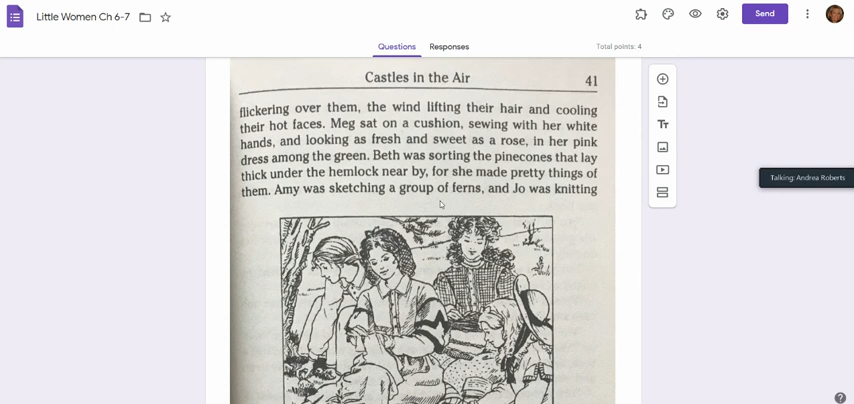 Little Women Ch 6-7
Send
Questions Responses
Total points: 4
Castles in the Air 41
flickering over them, the wind lifting their hair and cooling
their hot faces. Meg sat on a cushion, sewing with her white
hands, and looking as fresh and sweet as a rose, in her pink
dress among the green. Beth was sorting the pinecones that lay
thick under the hemlock near by, for she made pretty things of
them. Amy was sketching a group of ferns, and Jo was knitting
Tt
Talking: Andrea Roberts